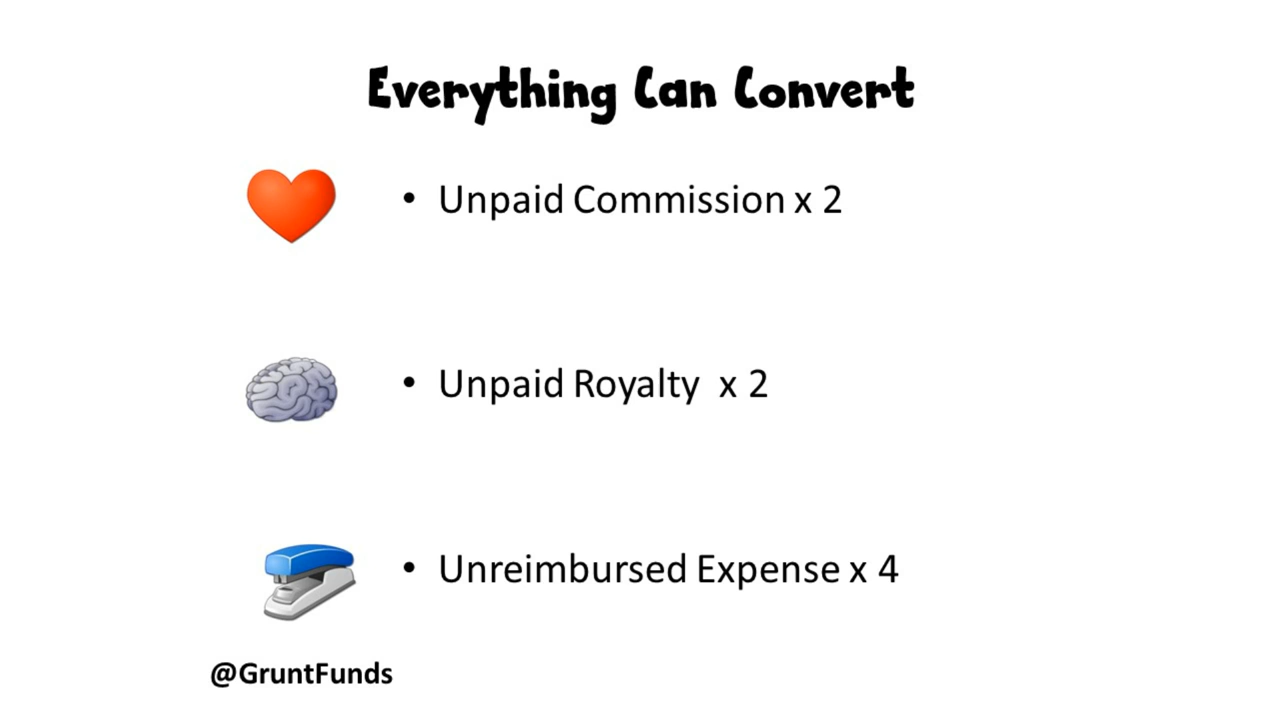 Everything Can Convert
• Unpaid Commission x 2
• Unpaid Royalty  x 2
• Unreimbursed Expense x 4
@GruntFunds